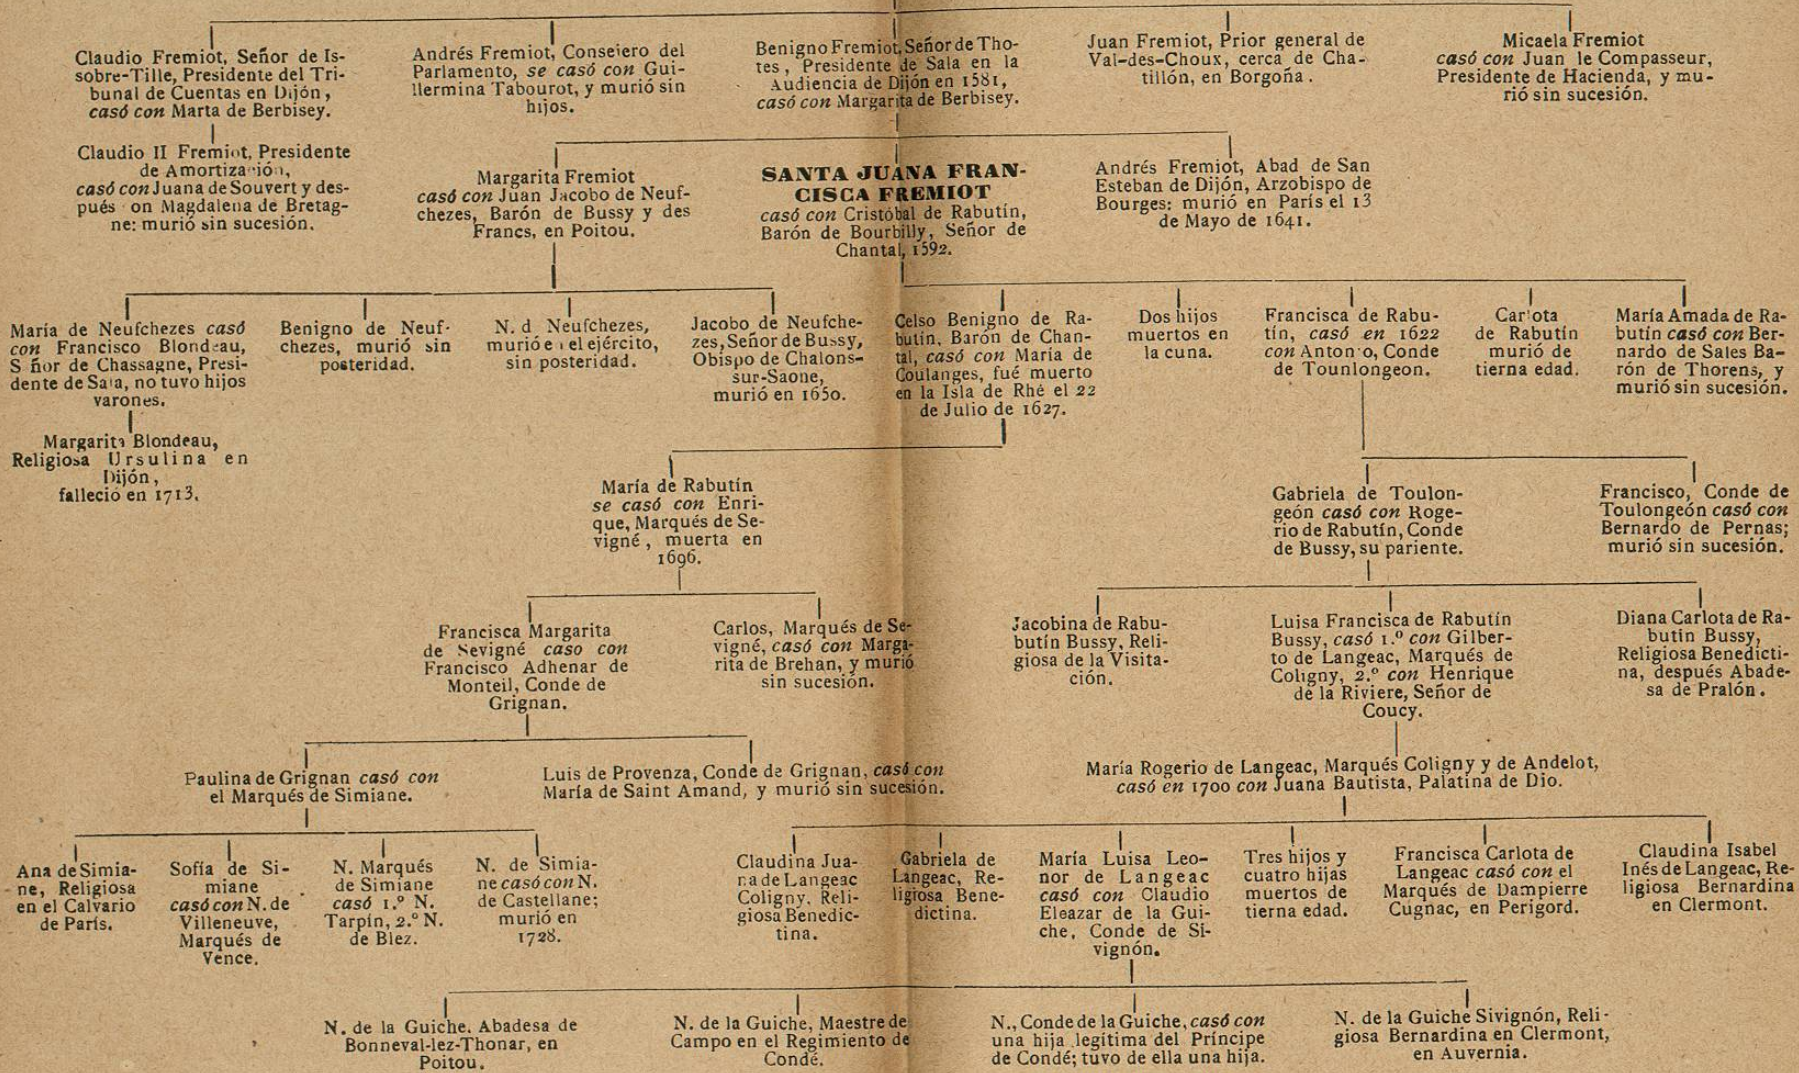 Claudio Fremiot, Señor de Is-
sobre-Tille, Presidente del Tri-
bunal de Cuentas en Dijón,
casó con Marta de Berbisey.
Andrés Fremiot, Consejero del
Parlamento, se casó con Gui-
llermina Tabourot, y murió sin
hijos.
Benigno Fremiot, Señor de Tho-
tes, Presidente de Sala en la
Audiencia de Dijón en 1581,
casó con Margarita de Berbisey.
Juan Fremiot, Prior general de
Val-des-Choux, cerca de Cha-
tillón, en Borgoña.
Micaela Fremiot
casó con Juan le Compasseur,
Presidente de Hacienda, y mu-
rió sin sucesión.
Claudio II Fremiot, Presidente
de Amortización,
casó con Juana de Souvert y des-
pués on Magdalena de Bretag-
ne: murió sin sucesión.
Margarita Fremiot
casó con Juan Jacobo de Neuf-
chezes, Barón de Bussy y des
Francs, en Poitou.
SANTA JUANA FRAN-
CISCA FREMIOT
casó con Cristóbal de Rabutín,
Barón de Bourbilly, Señor de
Chantal, 1592.
Andrés Fremiot, Abad de San
Esteban de Dijón, Arzobispo de
Bourges: murió en París el 13
de Mayo de 1641.
María de Neufchezes casó
con Francisco Blondeau,
S ñor de Chassagne, Presi-
dente de Sala, no tuvo hijos
varones.
Benigno de Neuf-
chezes, murió sin
posteridad.
N. d Neufchezes,
murió e el ejército,
sin posteridad.
Jacobo de Neufche-
zes, Señor de Bussy,
Obispo de Chalons-
sur-Saone,
murió en 1650.
Celso Benigno de Ra-
butin, Barón de Chan-
tal, casó con María de
Coulanges, fué muerto
en la Isla de Rhé el 22
de Julio de 1627.
Dos hijos
muertos en
la cuna.
Francisca de Rabu-
tín, casó en 1622
con Antonio, Conde
de Tounlongeon.
Carlota
de Rabutín
murió de
tierna edad.
María Amada de Ra-
butín casó con Ber-
nardo de Sales Ba-
rón de Thorens, y
murió sin sucesión.
Margarita Blondeau,
Religiosa Ursulina en
Dijón,
falleció en 1713.
María de Rabutín
se casó con Enri-
que, Marqués de Se-
vigné, muerta en
1696.
Gabriela de Toulon-
geón casó con Roge-
rio de Rabutín, Conde
de Bussy, su pariente.
Francisco, Conde de
Toulongeón casó con
Bernardo de Pernas;
murió sin sucesión.
Francisca Margarita
de Sevigné caso con
Francisco Adhenar de
Monteil, Conde de
Grignan.
Carlos, Marqués de Se-
vigné, casó con Marga-
rita de Brehan, y murió
sin sucesión.
Jacobina de Rabu-
butín Bussy, Reli-
giosa de la Visita-
ción.
Luisa Francisca de Rabutín
Bussy, casó 1.º con Gilber-
to de Langeac, Marqués de
Coligny, 2.º con Henrique
de la Riviere, Señor de
Coucy.
Diana Carlota de Ra-
butin Bussy,
Religiosa Benedicti-
na, después Abade-
sa de Pralón.
Paulina de Grignan casó con
el Marqués de Simiane.
Luis de Provenza, Conde de Grignan, casó con
María de Saint Amand, y murió sin sucesión.
María Rogerio de Langeac, Marqués Coligny y de Andelot,
casó en 1700 con Juana Bautista, Palatina de Dio.
Ana de Simia-
ne, Religiosa
en el Calvario
de París.
Sofía de Si-
miane
casó con N. de
Villeneuve,
Marqués de
Vence.
N. Marqués
de Simiane
casó 1.º N.
Tarpín, 2.º N.
de Blez.
N. de Simia-
ne casó con N.
de Castellane;
murió en
1728.
Claudina Jua-
na de Langeac
Coligny, Reli-
giosa Benedic-
tina.
Gabriela de
Langeac, Re-
ligiosa Bene-
dictina.
María Luisa Leo-
nor de Langeac
casó con Claudio
Eleazar de la Gui-
che, Conde de Si-
vignón.
Tres hijos y
cuatro hijas
muertos de
tierna edad.
Francisca Carlota de
Langeac casó con el
Marqués de Dampierre
Cugnac, en Perigord.
Claudina Isabel
Inés de Langeac, Re-
ligiosa Bernardina
en Clermont.
N. de la Guiche. Abadesa de
Bonneval-lez-Thonar, en
Poitou.
N. de la Guiche, Maestre de
Campo en el Regimiento de
Condé.
N., Conde de la Guiche, casó con
una hija legitima del Príncipe
de Condé; tuvo de ella una hija.
N. de la Guiche Sivignón, Reli-
giosa Bernardina en Clermont,
en Auvernia.